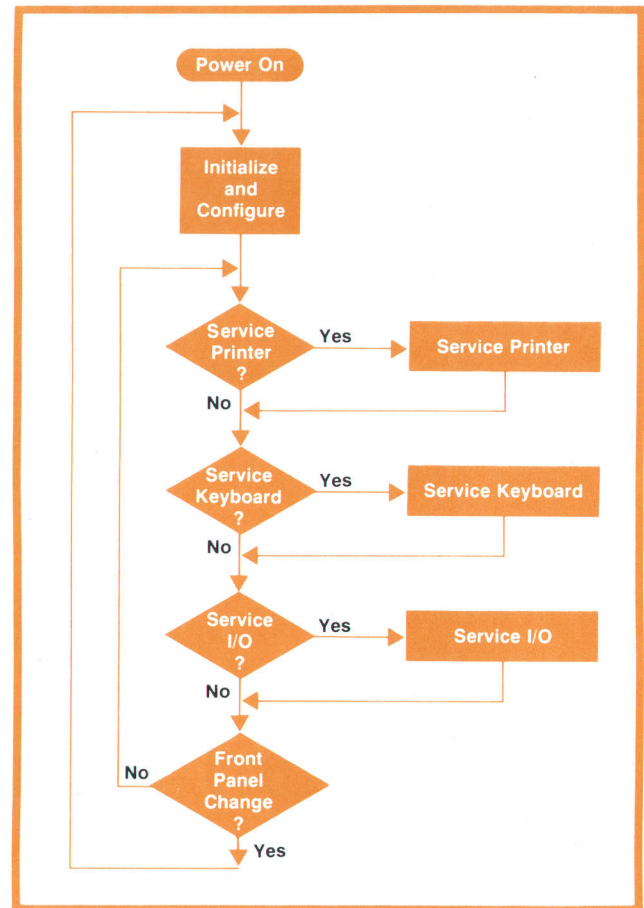 Power On
Initialize
and
Configure
Service
Printer
?
Yes
Service Printer
No
Service
Keyboard
?
Yes
Service Keyboard
No
Service
I/O
?
Yes
Service I/O
No
Front
Panel
Change
?
No
Yes